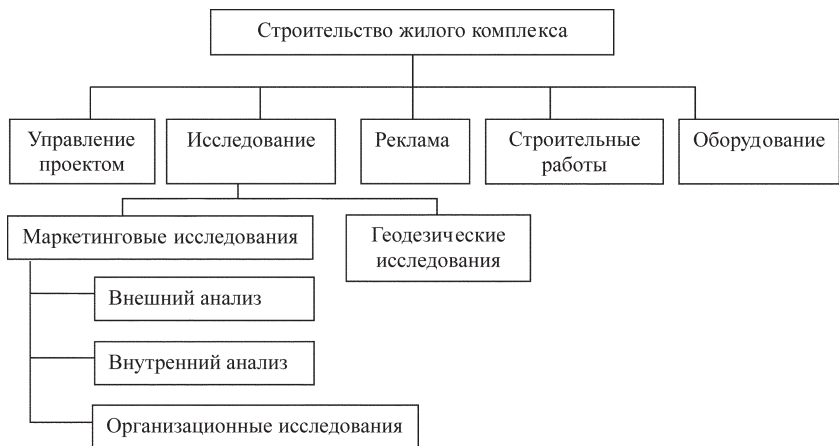 Строительство жилого комплекса
Управление
проектом
Исследование
Реклама
Строительные
работы
Оборудование
Маркетинговые исследования
Геодезические
исследования
Внешний анализ
Внутренний анализ
Организационные исследования